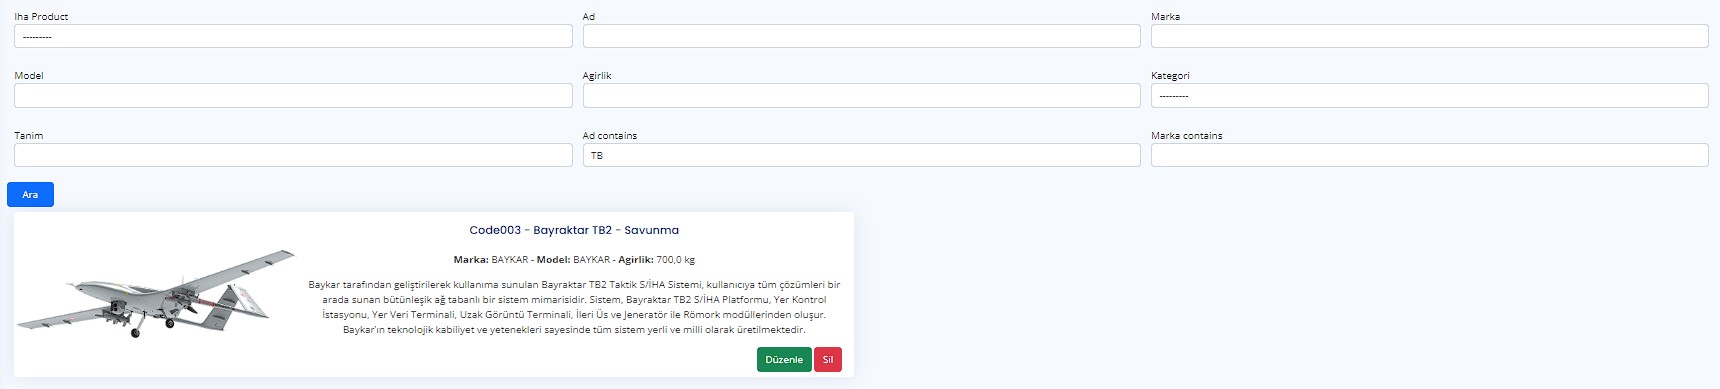 Iha Product
Ad
Marka
---------
Model
Agirlik
Kategori
---------
Tanim
Ad contains
Marka contains
TB
Ara
Code003 - Bayraktar TB2 - Savunma
Marka: BAYKAR - Model: BAYKAR - Agirlik: 700,0 kg
Baykar tarafından geliştirilerek kullanıma sunulan Bayraktar TB2 Taktik S/İHA Sistemi, kullanıcıya tüm çözümleri bir
arada sunan bütünleşik ağ tabanlı bir sistem mimarisidir. Sistem, Bayraktar TB2 S/İHA Platformu, Yer Kontrol
İstasyonu, Yer Veri Terminali, Uzak Görüntü Terminali, İleri Üs ve Jeneratör ile Römork modüllerinden oluşur.
Baykar'ın teknolojik kabiliyet ve yetenekleri sayesinde tüm sistem yerli ve milli olarak üretilmektedir.
Düzenle
Sil